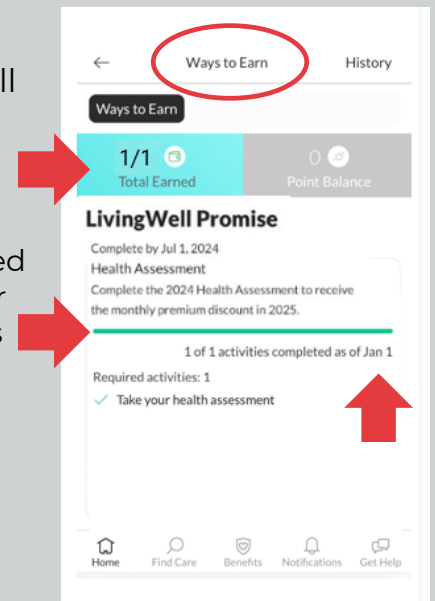 Ways to Earn
History
Ways to Earn
1/1
0
Total Earned
Point Balance
LivingWell Promise
Complete by Jul 1, 2024
Health Assessment
Complete the 2024 Health Assessment to receive
the monthly premium discount in 2025.
1 of 1 activities completed as of Jan 1
Required activities: 1
Take your health assessment
Home
Find Care
Benefits
Notifications
Get Help